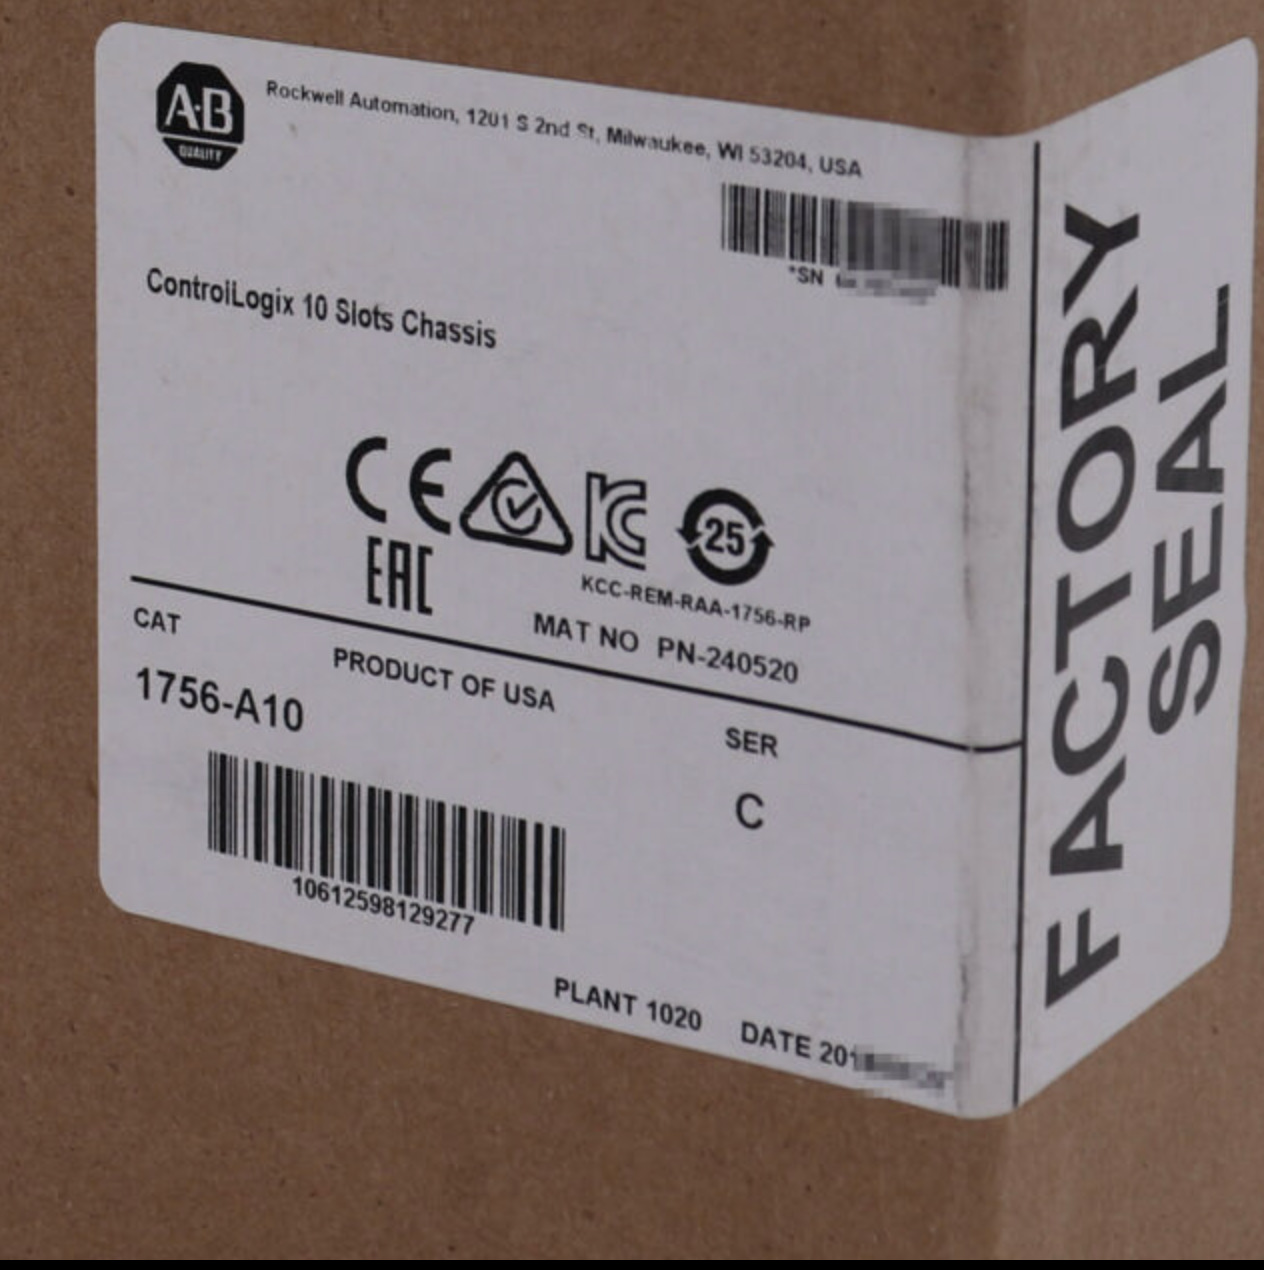 A·B
QUALITY
Rockwell Automation, 1201 S 2nd St, Milwaukee, WI 53204, USA
*SN
ControlLogix 10 Slots Chassis
CE
KC
25
EAC
KCC-REM-RAA-1756-RP
MAT NO PN-240520
CAT
PRODUCT OF USA
1756-A10
SER
C
10612598129277
PLANT 1020
DATE 201
FACTORY
SEAL